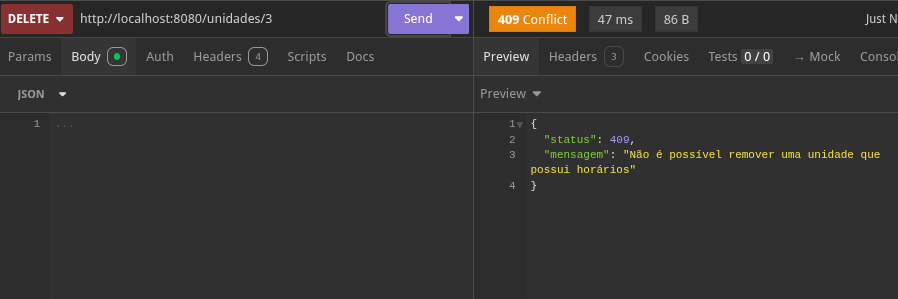 DELETE http://localhost:8080/unidades/3 Send 409 Conflict 47 ms 86 B Just N
Params Body Auth Headers 4 Scripts Docs Preview Headers 3 Cookies Tests 0 / 0 → Mock Consol
JSON Preview
1 ... 1 {
2 "status": 409,
3 "mensagem": "Não é possível remover uma unidade que
possui horários"
4 }